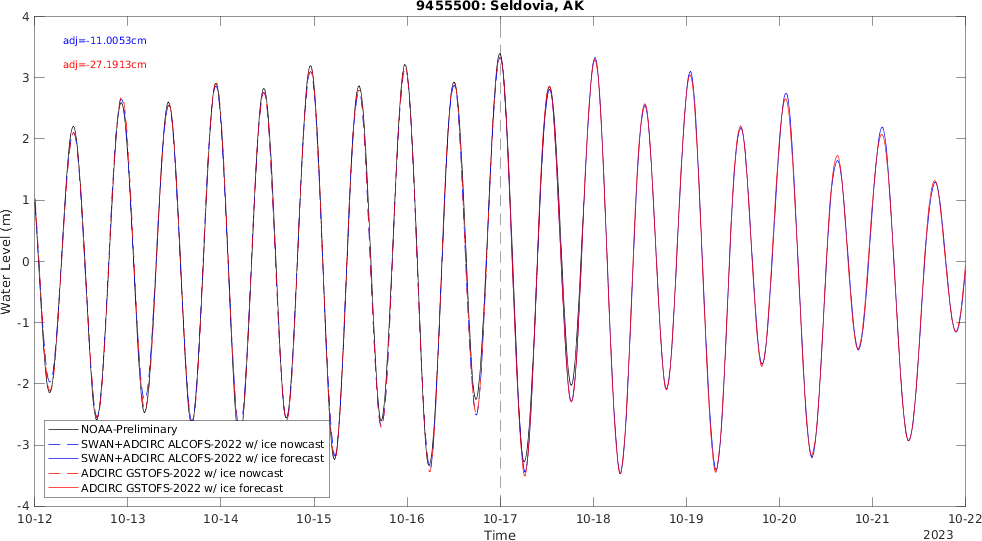 9455500: Seldovia, AK
adj=-11.0053cm
adj=-27.1913cm
4
3
2
1
0
-1
-2
-3
-4
Water Level (m)
NOAA-Preliminary
SWAN+ADCIRC ALCOFS-2022 w/ ice nowcast
SWAN+ADCIRC ALCOFS-2022 w/ ice forecast
ADCIRC GSTOFS-2022 w/ ice nowcast
ADCIRC GSTOFS-2022 w/ ice forecast
10-12 10-13 10-14 10-15 10-16 10-17 10-18 10-19 10-20 10-21 10-22
Time
2023